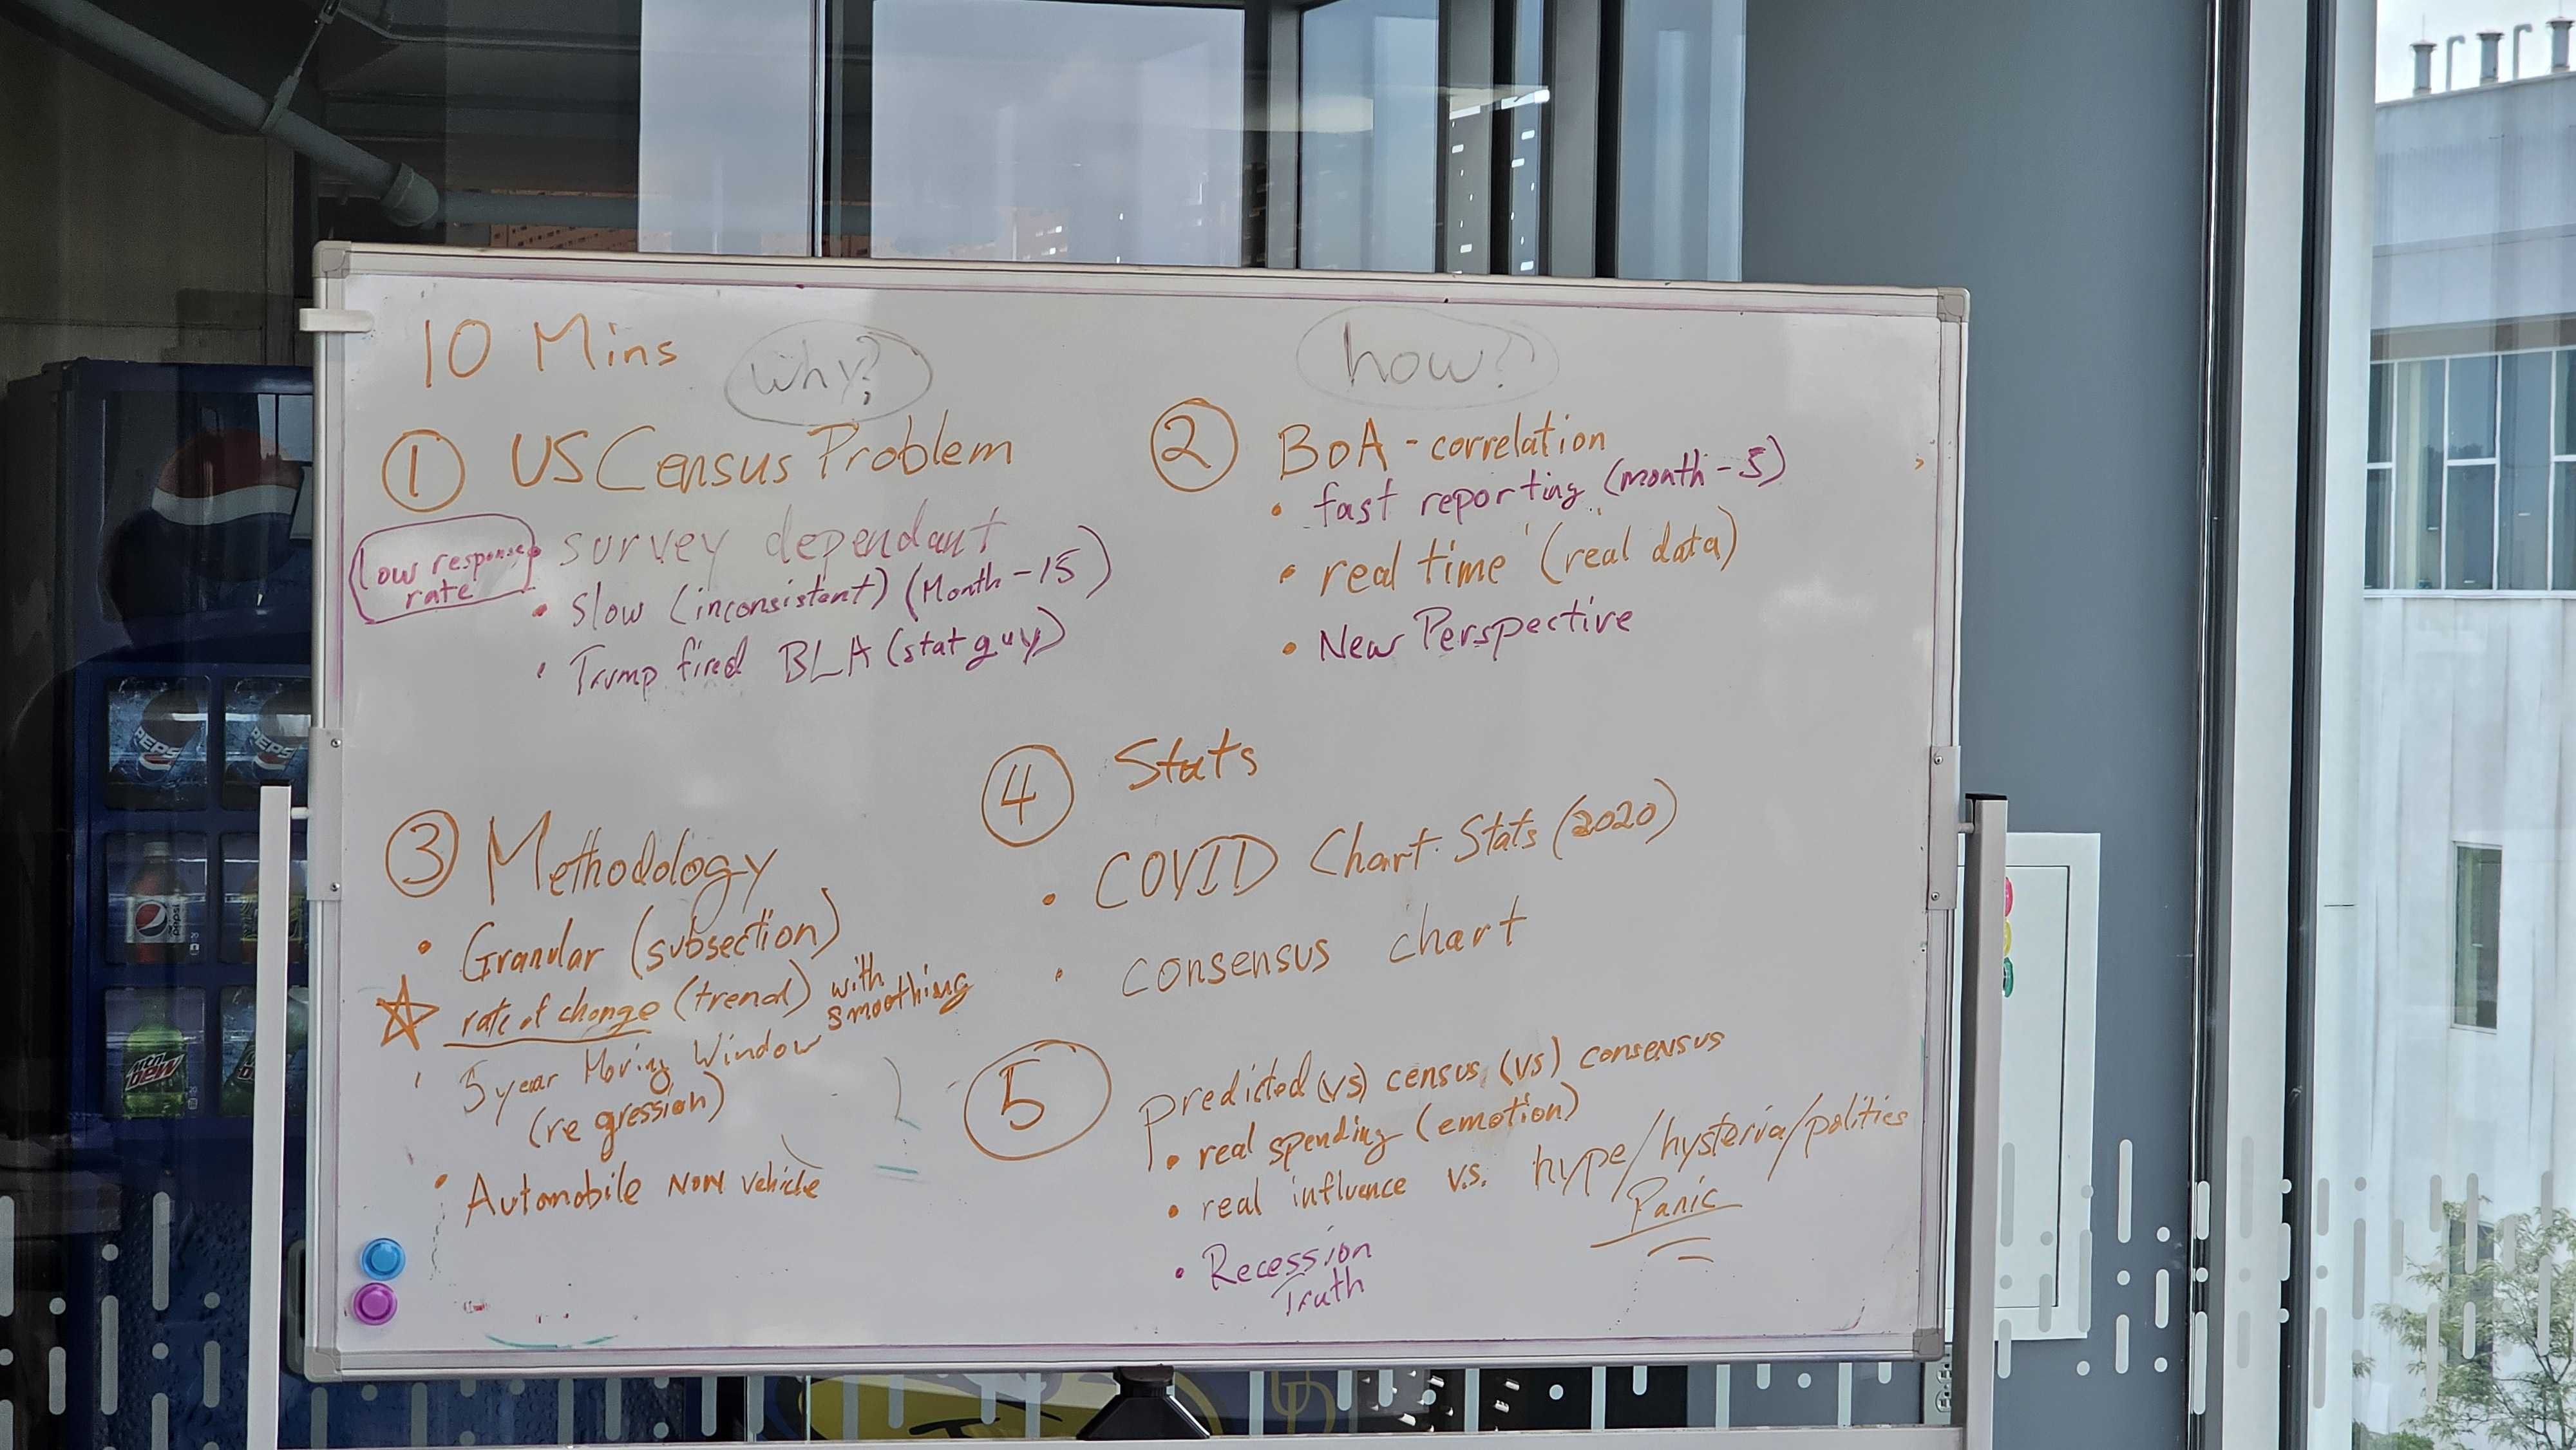 10 Mins
why?
how?
① US Census Problem
low response
rate
survey dependant
• Slow (inconsistent) (Month-15)
• Trump fired BLA (stat guy)
② BoA - correlation
• fast reporting (month-5)
• real time (real data)
• New Perspective
③ Methodology
• Granular (subsection)
☆ rate of change (trend) with
smoothing
• 5 year Moving Window
(regression)
• Automobile Non vehicle
④ Stats
• COVID Chart Stats (2020)
• consensus chart
⑤ predicted (vs) census (vs) consensus
• real spending (emotion)
• real influence v.s. hype/hysteria/politics
Panic
• Recession
Truth
PEPSI
PEPSI
pepsi
mtn
DEW
UD